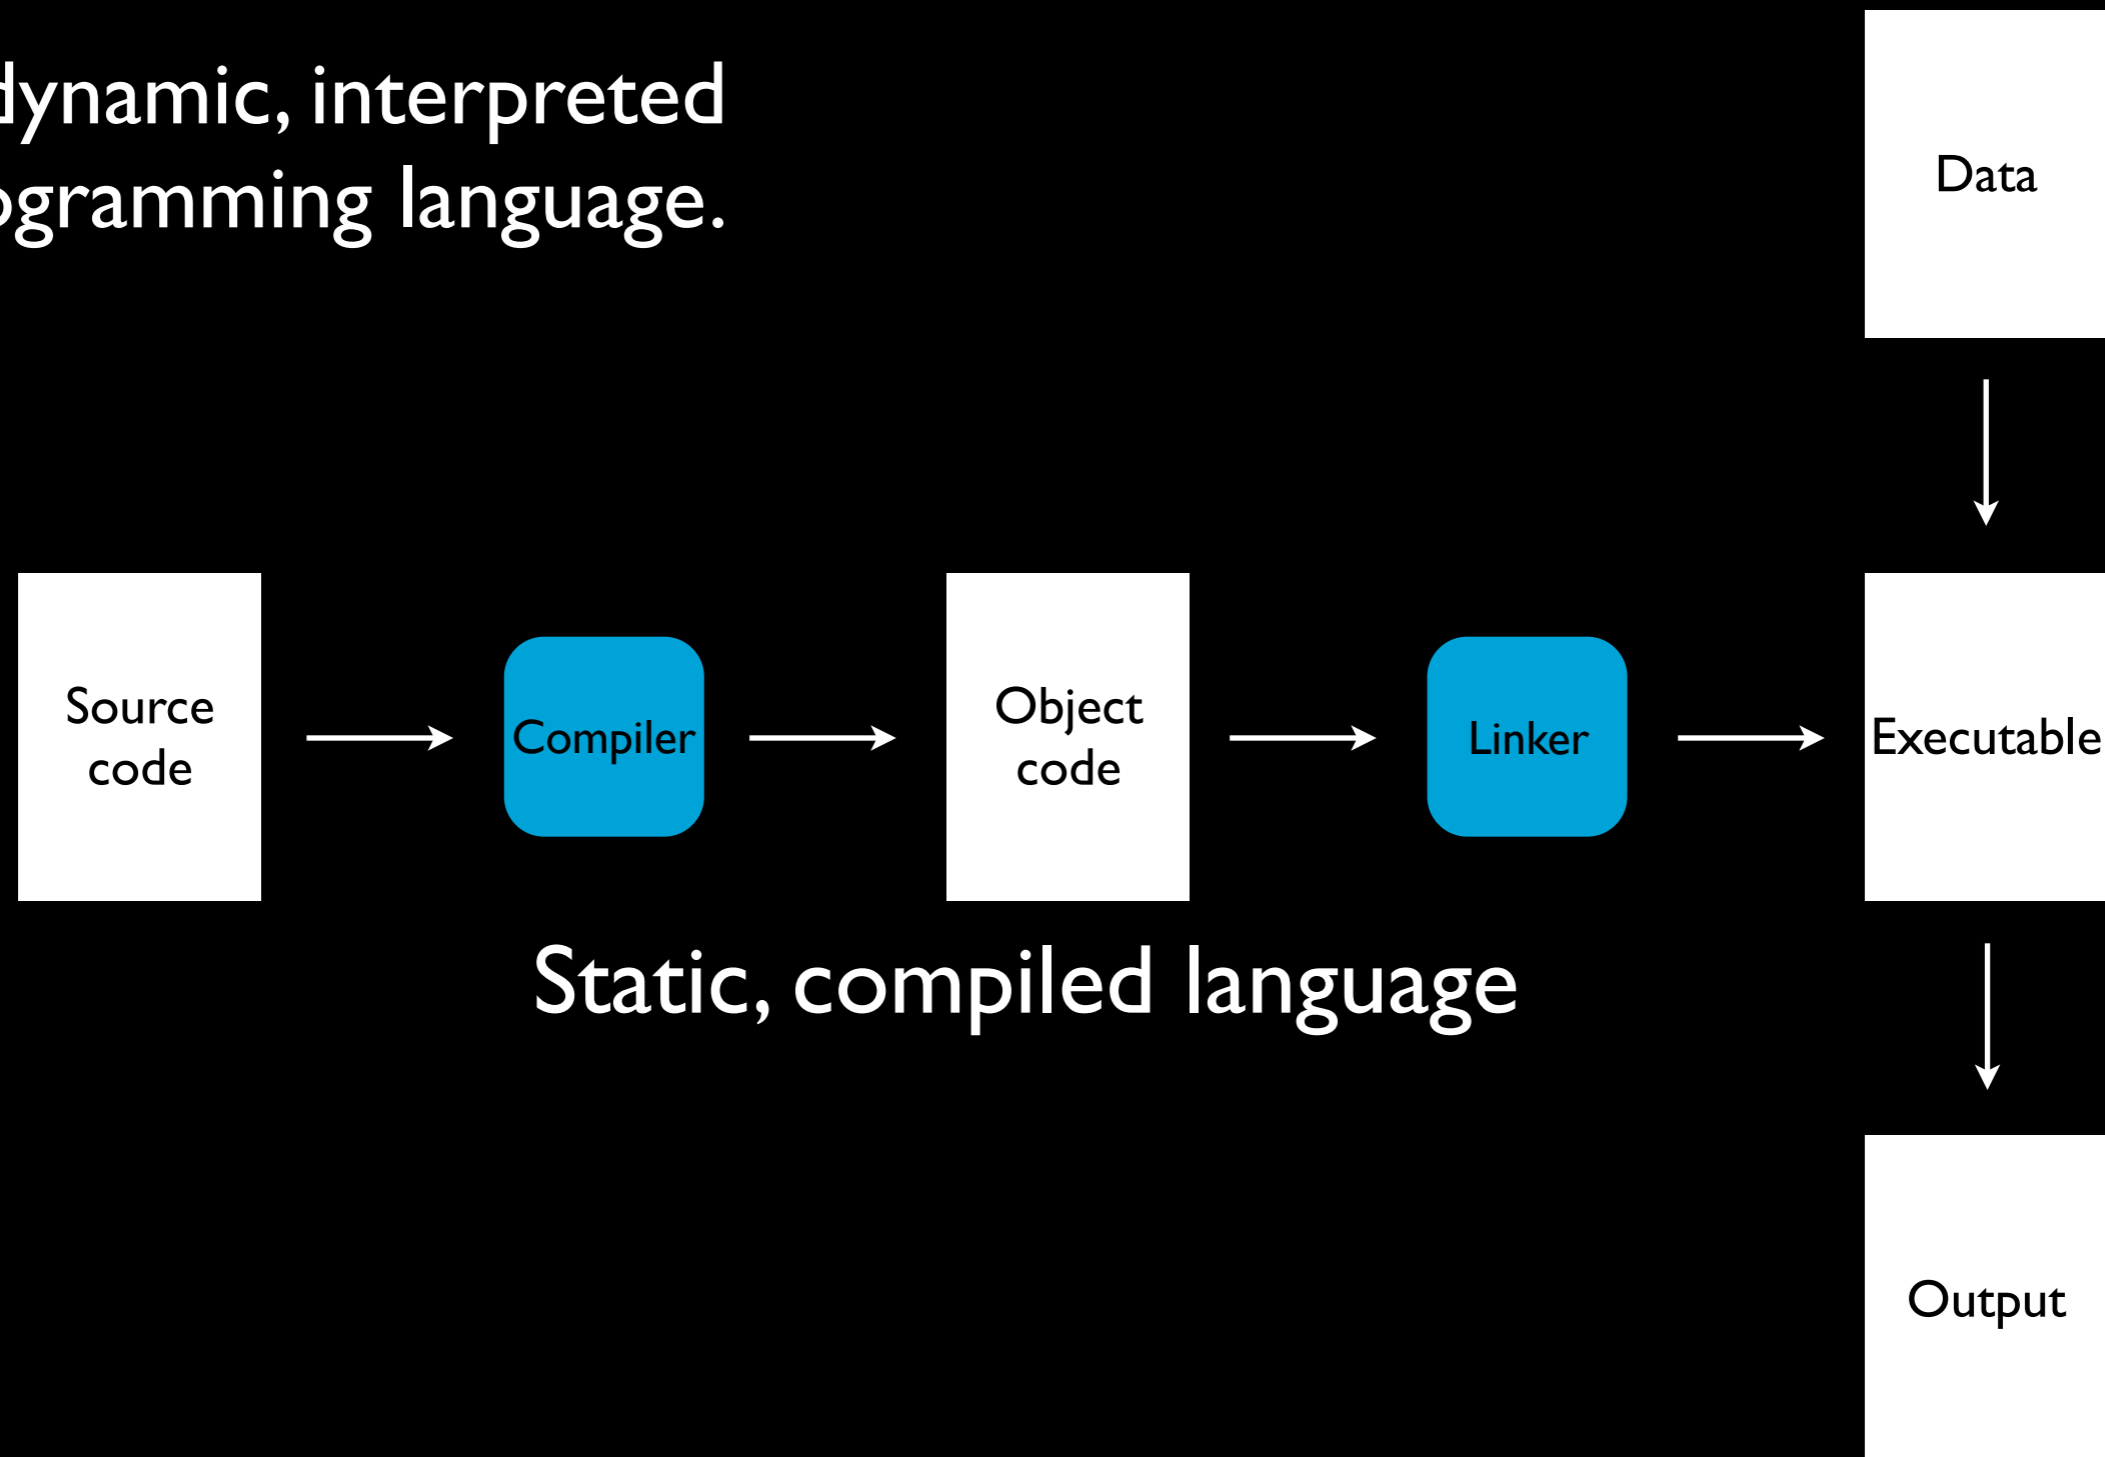 dynamic, interpreted
ogramming language.
Data
Source
code
Compiler
Object
code
Linker
Executable
Static, compiled language
Output